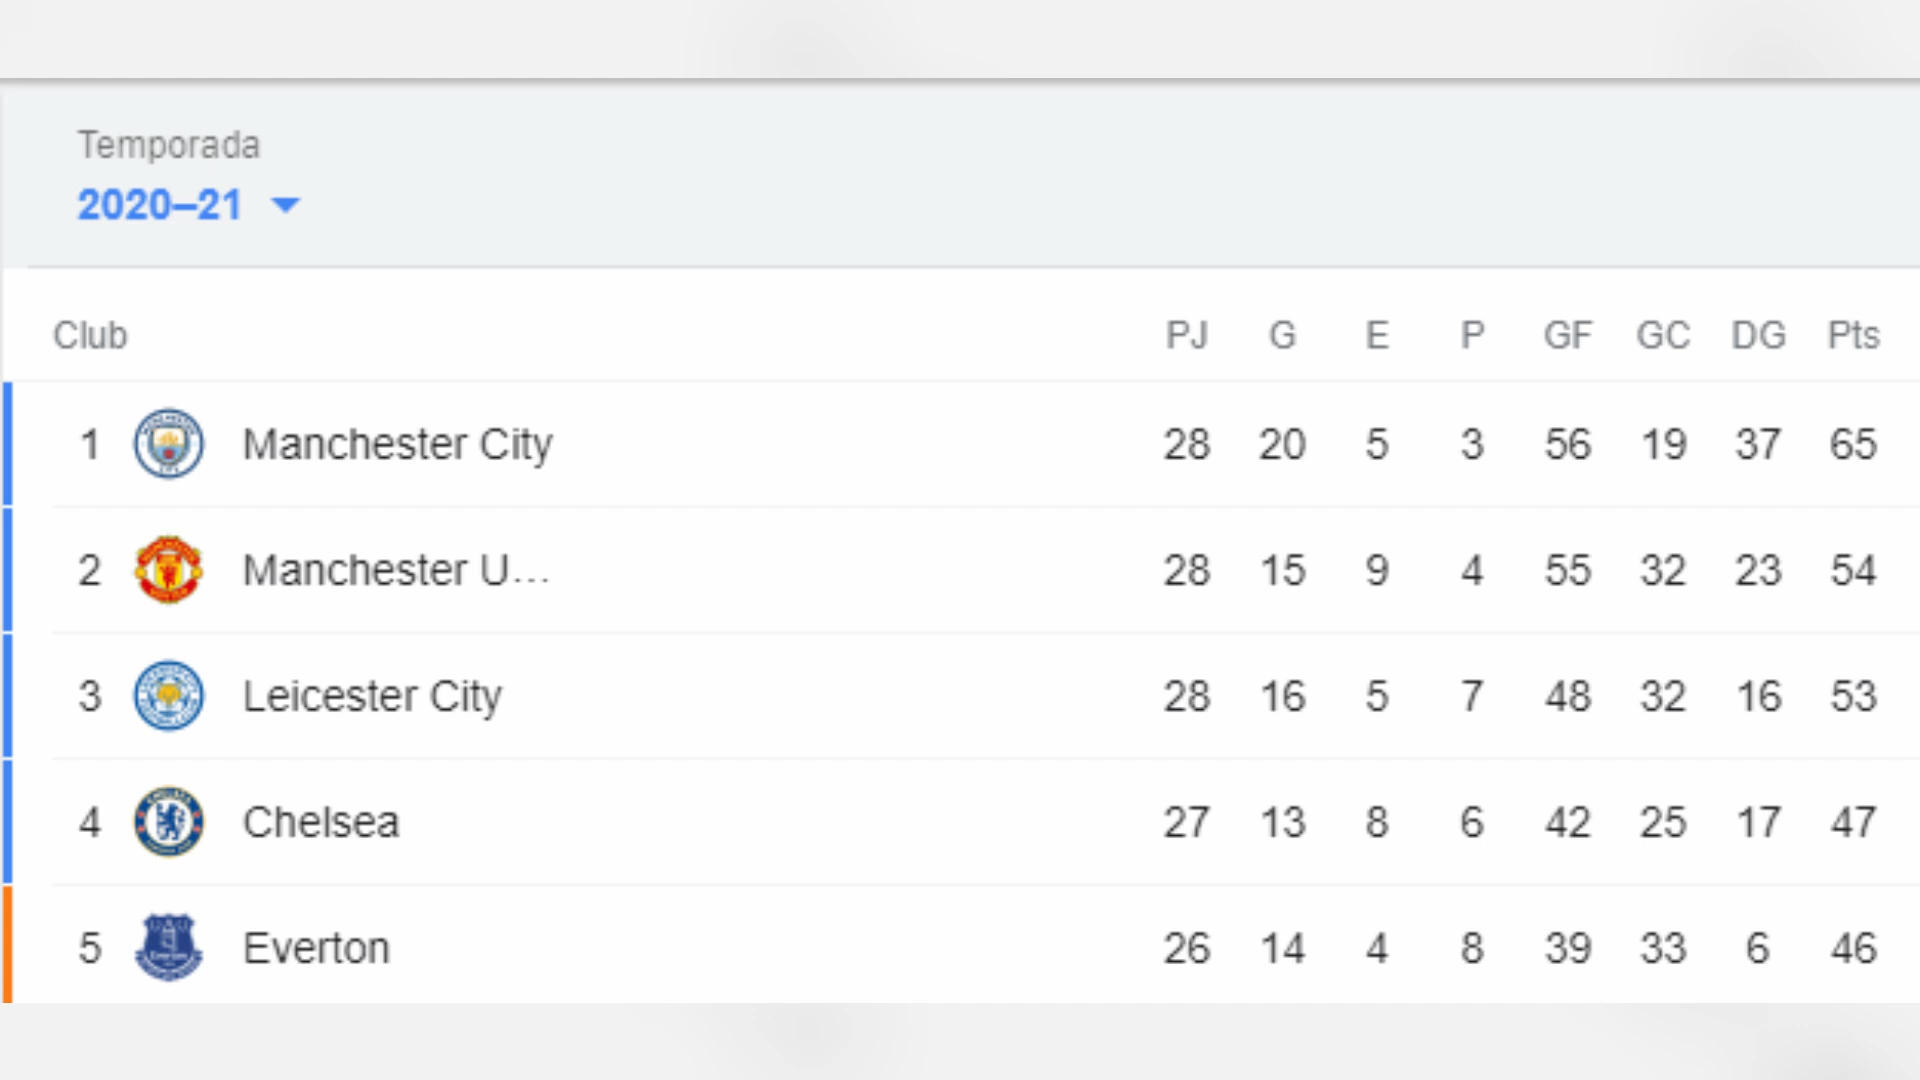 Temporada
2020–21
Club PJ G E P GF GC DG Pts
1 Manchester City 28 20 5 3 56 19 37 65
2 Manchester U... 28 15 9 4 55 32 23 54
3 Leicester City 28 16 5 7 48 32 16 53
4 Chelsea 27 13 8 6 42 25 17 47
5 Everton 26 14 4 8 39 33 6 46